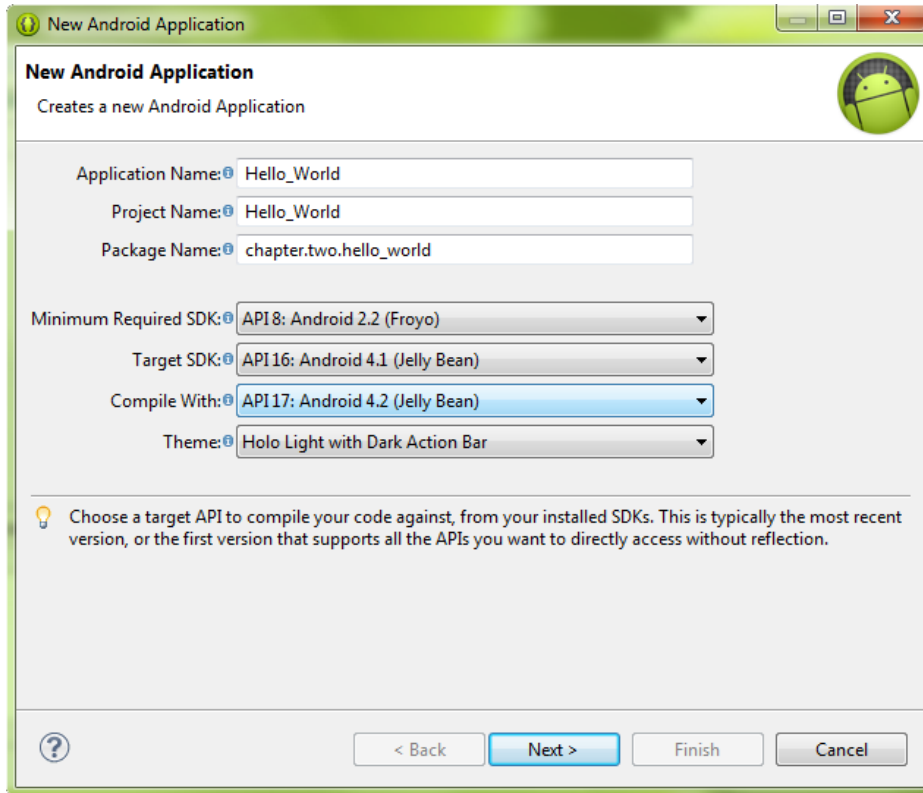 New Android Application
New Android Application
Creates a new Android Application
Application Name: Hello_World
Project Name: Hello_World
Package Name: chapter.two.hello_world
Minimum Required SDK: API 8: Android 2.2 (Froyo)
Target SDK: API 16: Android 4.1 (Jelly Bean)
Compile With: API 17: Android 4.2 (Jelly Bean)
Theme: Holo Light with Dark Action Bar
Choose a target API to compile your code against, from your installed SDKs. This is typically the most recent
version, or the first version that supports all the APIs you want to directly access without reflection.
? < Back Next > Finish Cancel